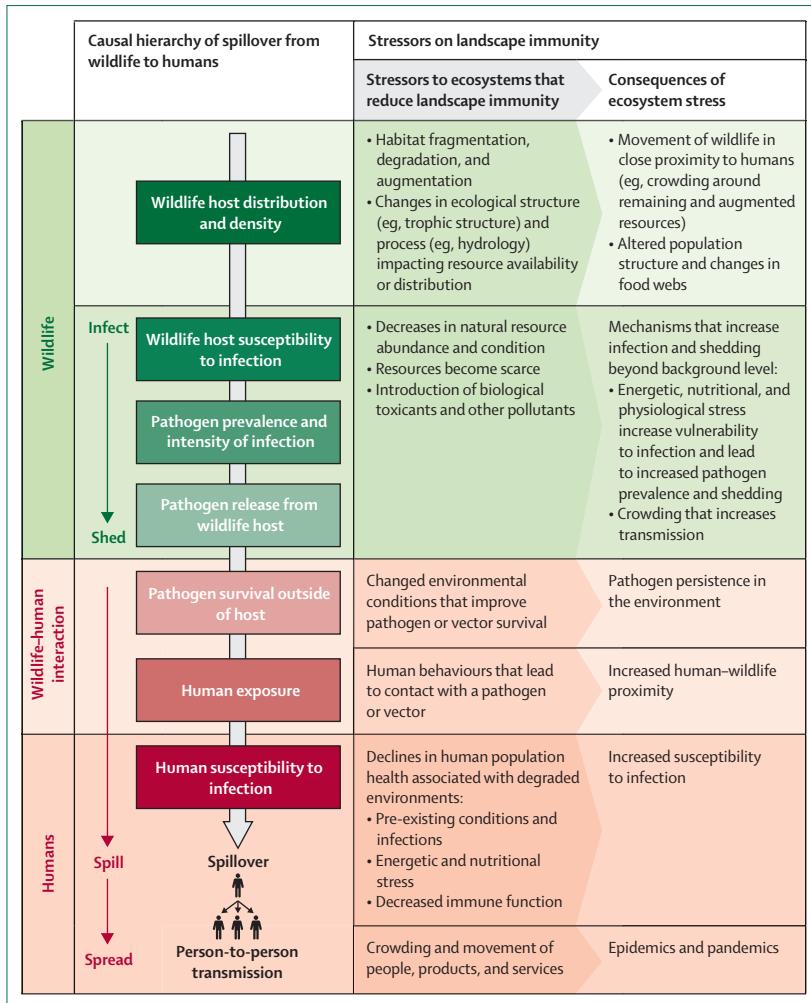 Causal hierarchy of spillover from
wildlife to humans
Stressors on landscape immunity
Stressors to ecosystems that
reduce landscape immunity
Consequences of
ecosystem stress
Wildlife
Wildlife host distribution
and density
• Habitat fragmentation,
degradation, and
augmentation
• Changes in ecological structure
(eg, trophic structure) and
process (eg, hydrology)
impacting resource availability
or distribution
• Movement of wildlife in
close proximity to humans
(eg, crowding around
remaining and augmented
resources)
• Altered population
structure and changes in
food webs
Infect
Shed
Wildlife host susceptibility
to infection
Pathogen prevalence and
intensity of infection
Pathogen release from
wildlife host
• Decreases in natural resource
abundance and condition
• Resources become scarce
• Introduction of biological
toxicants and other pollutants
Mechanisms that increase
infection and shedding
beyond background level:
• Energetic, nutritional, and
physiological stress
increase vulnerability
to infection and lead
to increased pathogen
prevalence and shedding
• Crowding that increases
transmission
Wildlife–human
interaction
Pathogen survival outside
of host
Changed environmental
conditions that improve
pathogen or vector survival
Pathogen persistence in
the environment
Human exposure
Human behaviours that lead
to contact with a pathogen
or vector
Increased human–wildlife
proximity
Humans
Human susceptibility to
infection
Spill
Spillover
Declines in human population
health associated with degraded
environments:
• Pre-existing conditions and
infections
• Energetic and nutritional
stress
• Decreased immune function
Increased susceptibility
to infection
Spread
Person-to-person
transmission
Crowding and movement of
people, products, and services
Epidemics and pandemics